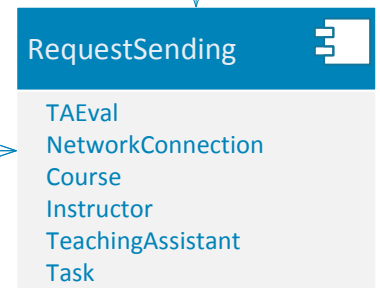 RequestSending
TAEval
NetworkConnection
Course
Instructor
TeachingAssistant
Task